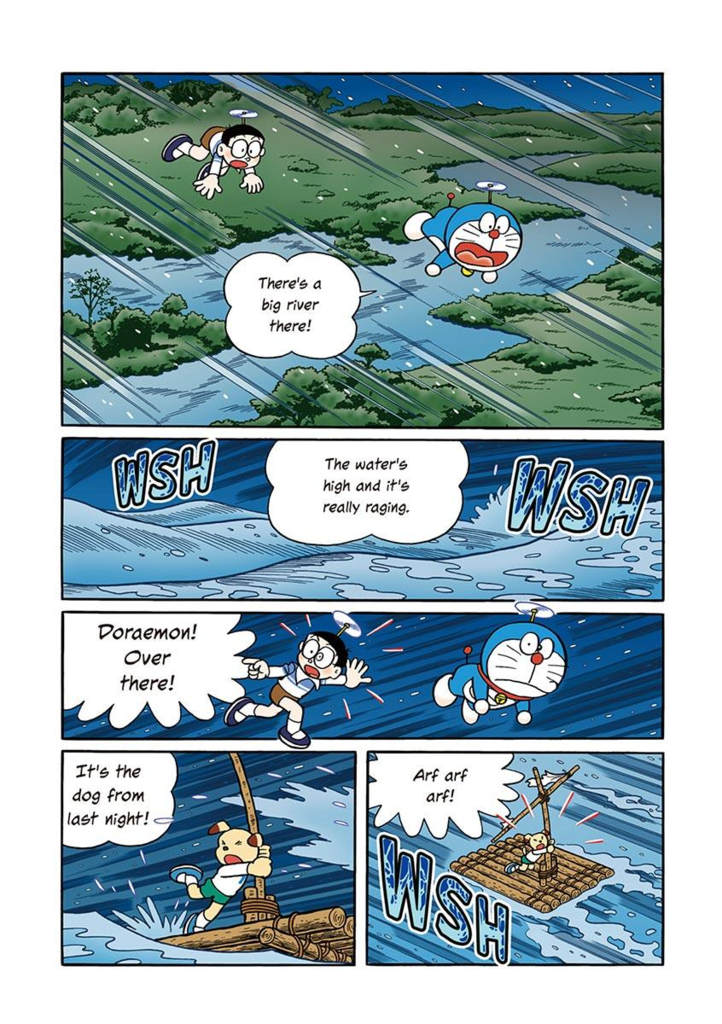 There's a
big river
there!
WSH
The water's
high and it's
really raging.
WSH
Doraemon!
Over
there!
It's the
dog from
last night!
Arf arf
arf!
WSH